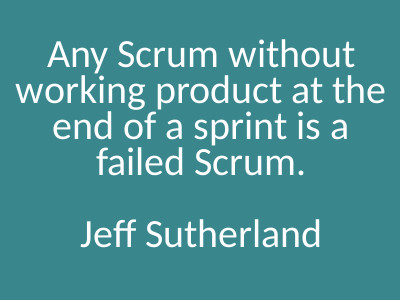 Any Scrum without
working product at the
end of a sprint is a
failed Scrum.
Jeff Sutherland